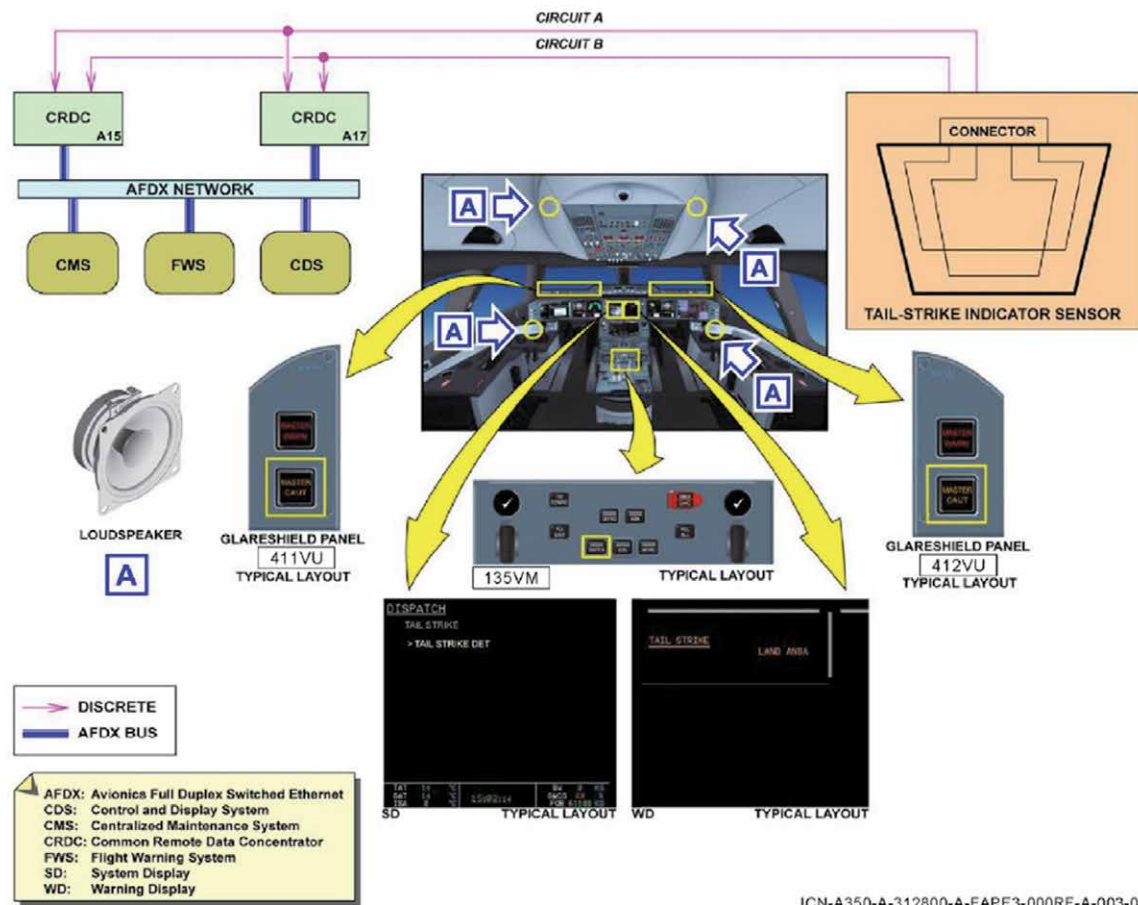 CIRCUIT A
CIRCUIT B
CRDC
A15
CRDC
A17
AFDX NETWORK
CMS
FWS
CDS
CONNECTOR
TAIL-STRIKE INDICATOR SENSOR
A
A
A
A
LOUDSPEAKER
A
MASTER
WARN
MASTER
CAUT
GLARESHIELD PANEL
411VU
TYPICAL LAYOUT
MASTER
WARN
MASTER
CAUT
GLARESHIELD PANEL
412VU
TYPICAL LAYOUT
135VM
TYPICAL LAYOUT
DISPATCH
TAIL STRIKE
>TAIL STRIKE DET
TAT
SAT
ISA
SD
TYPICAL LAYOUT
TAIL STRIKE
LAND ANSA
WD
TYPICAL LAYOUT
DISCRETE
AFDX BUS
AFDX: Avionics Full Duplex Switched Ethernet
CDS: Control and Display System
CMS: Centralized Maintenance System
CRDC: Common Remote Data Concentrator
FWS: Flight Warning System
SD: System Display
WD: Warning Display